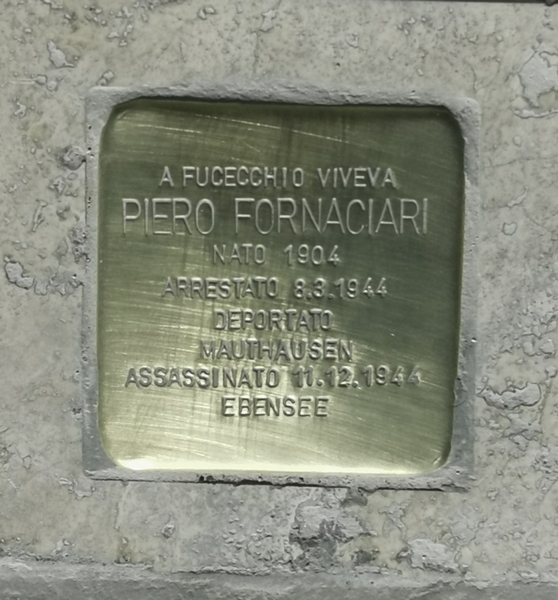 A FUCECCHIO VIVEVA
PIERO FORNACIARI
NATO 1904
ARRESTATO 8.3.1944
DEPORTATO
MAUTHAUSEN
ASSASSINATO 11.12.1944
EBENSEE